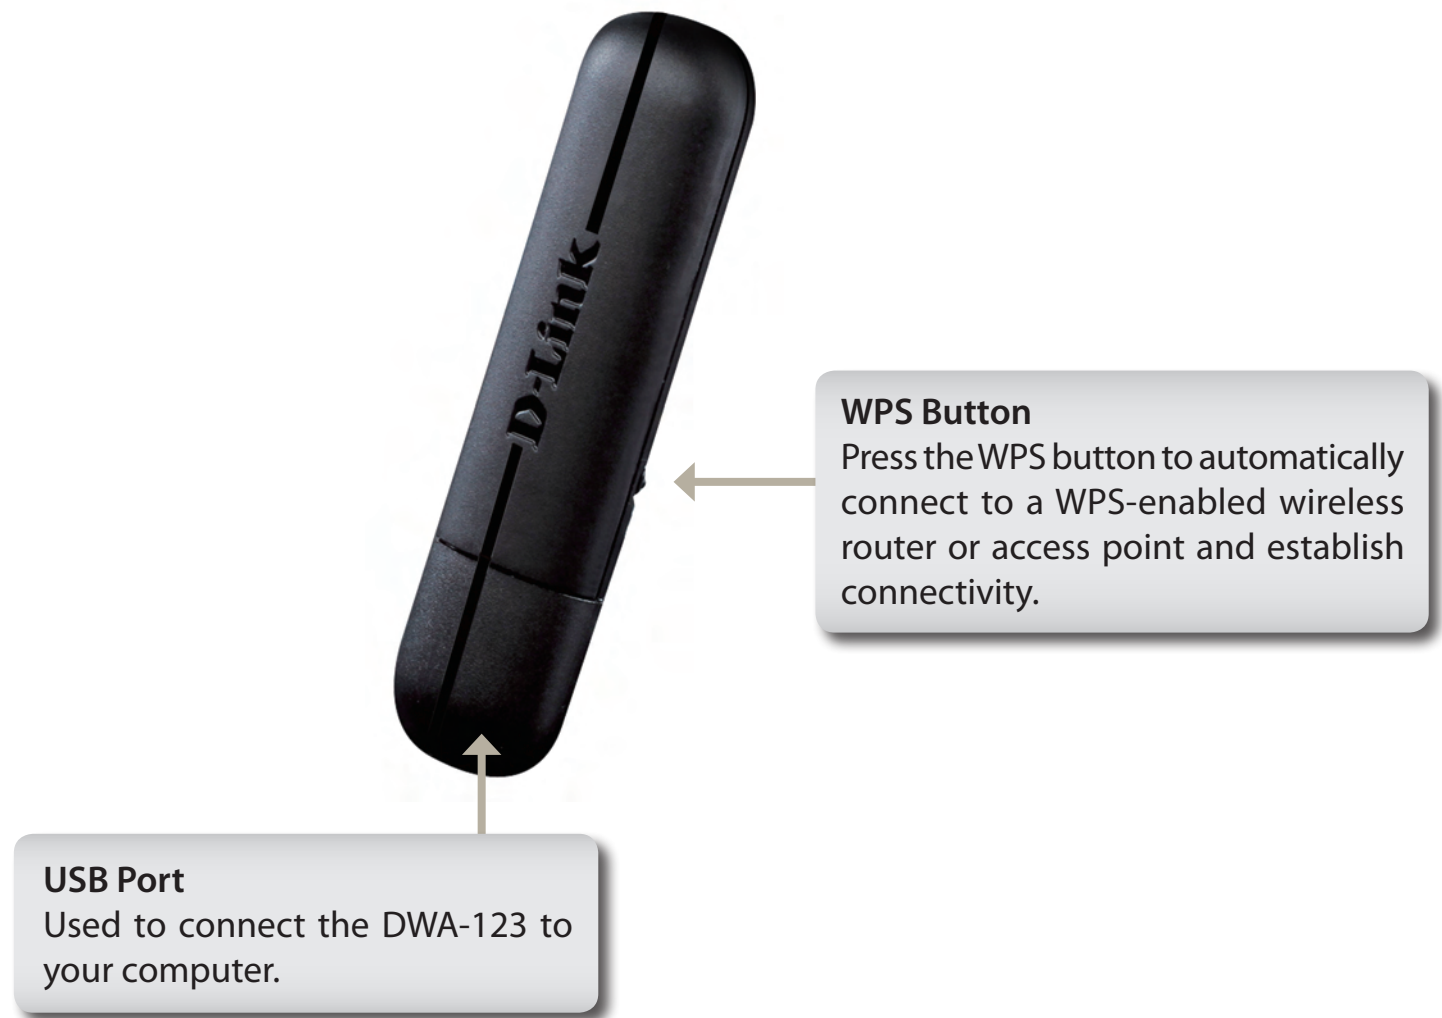 D-Link
WPS Button
Press the WPS button to automatically
connect to a WPS-enabled wireless
router or access point and establish
connectivity.
USB Port
Used to connect the DWA-123 to
your computer.